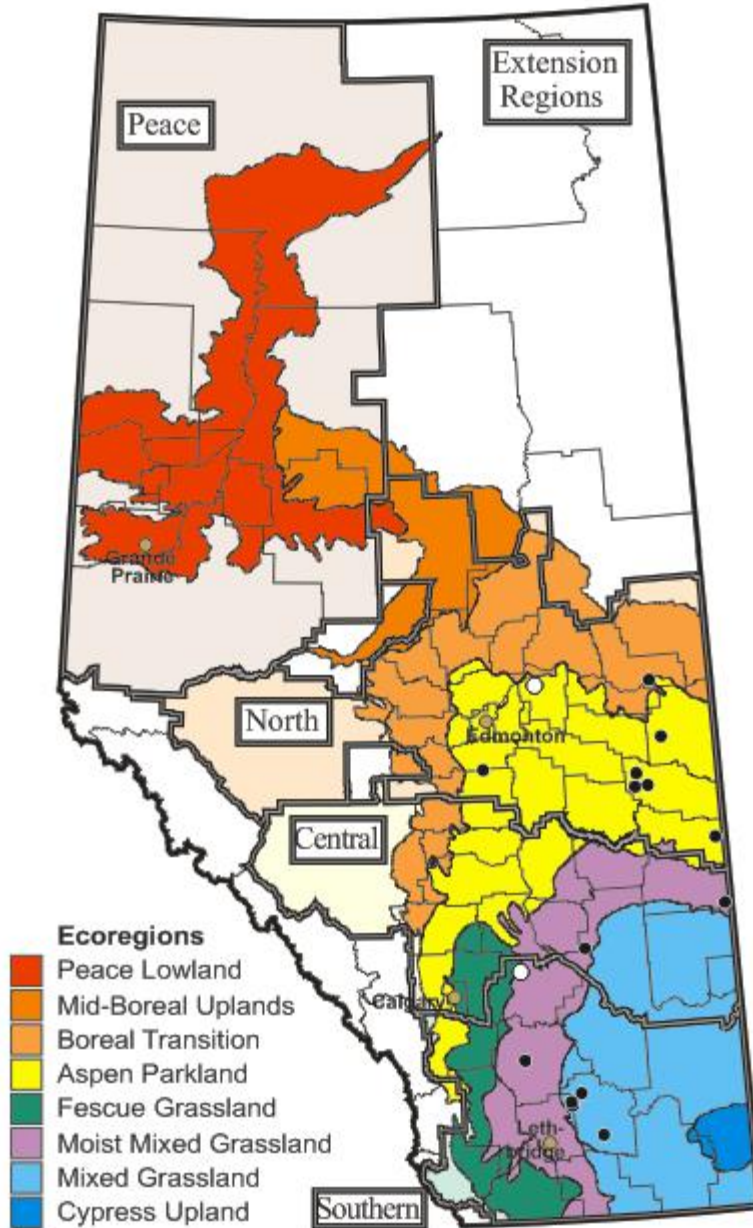 Extension
Regions
Peace
Grande
Prairie
North
Edmonton
Central
Calgary
Leth-
bridge
Southern
Ecoregions
Peace Lowland
Mid-Boreal Uplands
Boreal Transition
Aspen Parkland
Fescue Grassland
Moist Mixed Grassland
Mixed Grassland
Cypress Upland